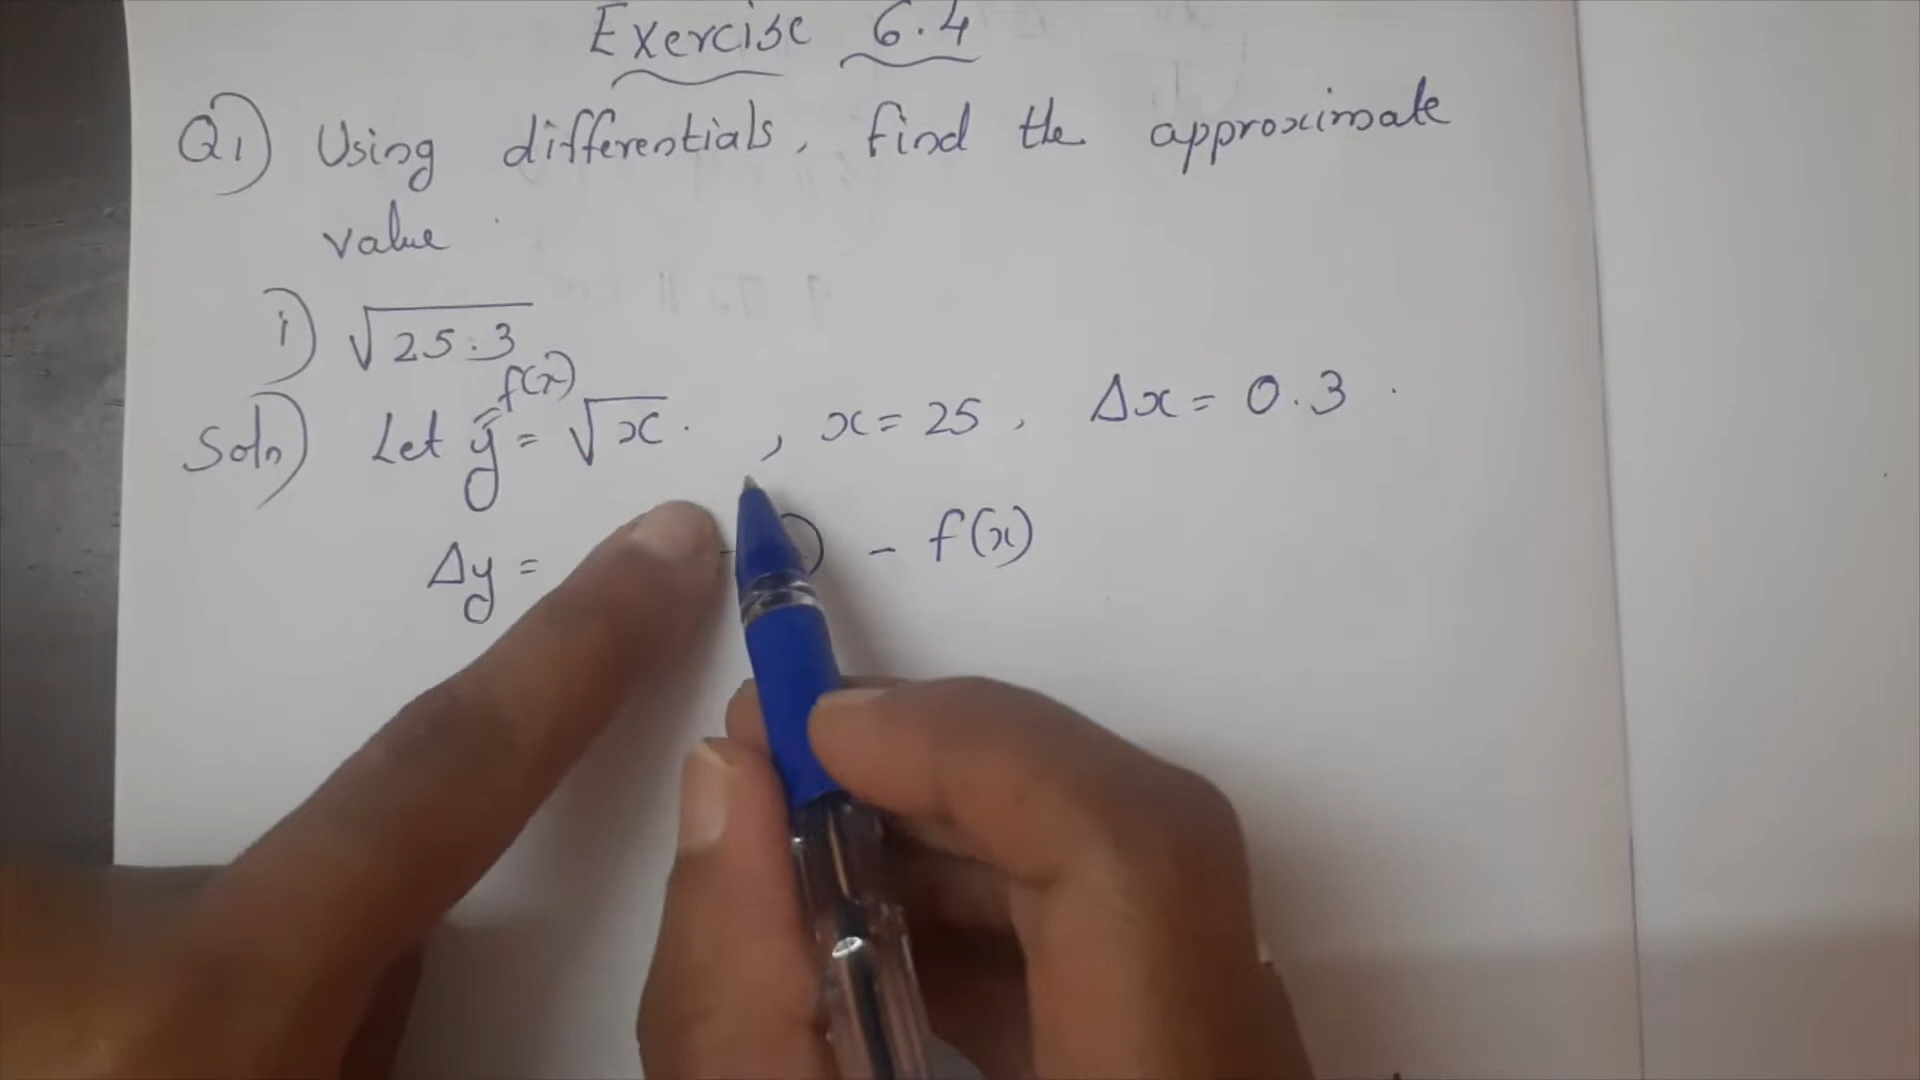 Exercise 6.4
Q1) Using differentials, find the approximate
value
i) √25.3
Soln) Let y = f(x) = √x . , x = 25 , Δx = 0.3 .
Δy = ) - f(x)